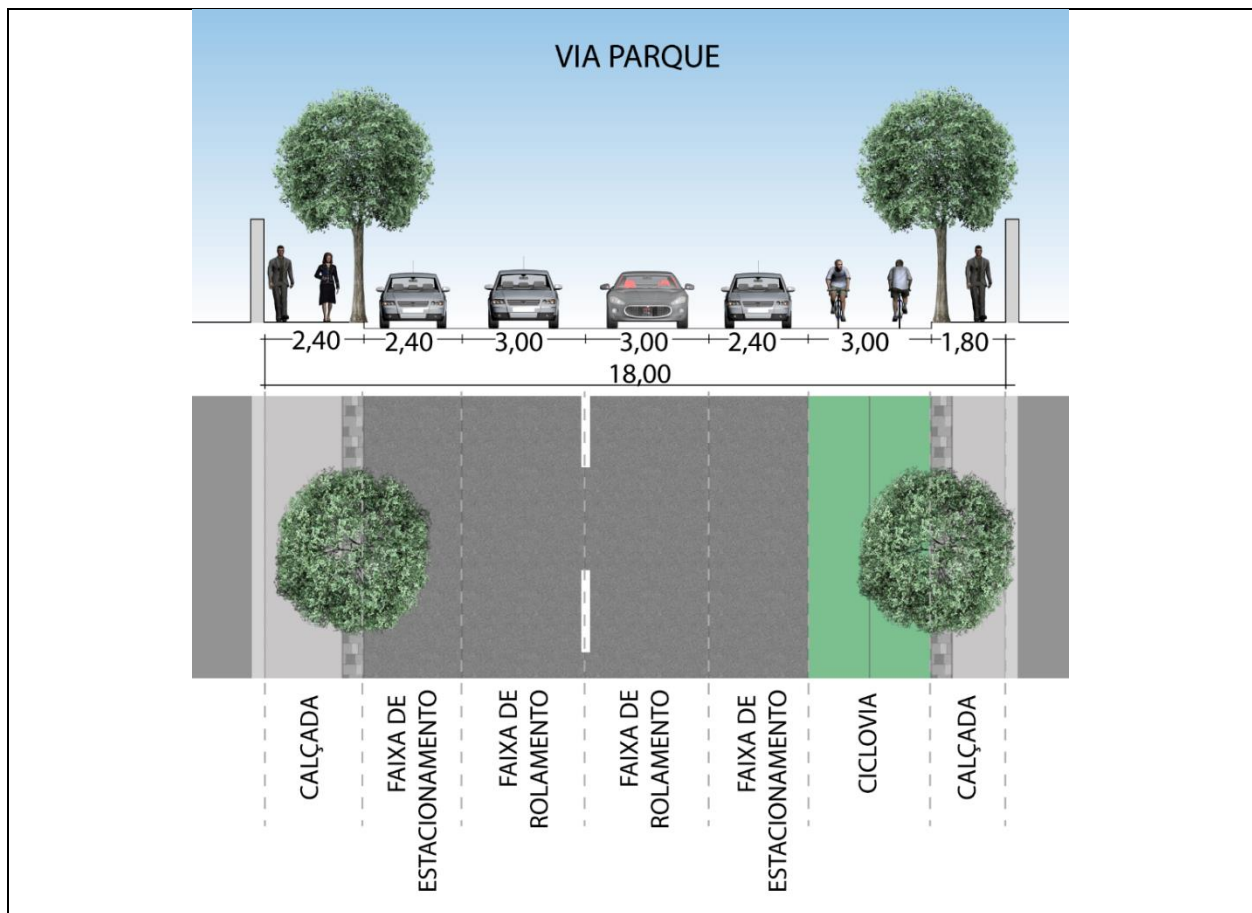 VIA PARQUE
2,40 2,40 3,00 3,00 2,40 3,00 1,80
18,00
CALÇADA
FAIXA DE
ESTACIONAMENTO
FAIXA DE
ROLAMENTO
FAIXA DE
ROLAMENTO
FAIXA DE
ESTACIONAMENTO
CICLOVIA
CALÇADA